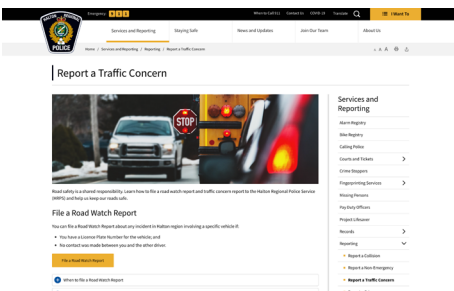 HALTON REGIONAL
POLICE
Emergency 9 1 1
When to Call 911 Contact Us COVID-19 Translate I Want To
Services and Reporting Staying Safe News and Updates Join Our Team About Us
Home / Services and Reporting / Reporting / Report a Traffic Concern
A A A
Report a Traffic Concern
STOP
Road safety is a shared responsibility. Learn how to file a road watch report and traffic concern report to the Halton Regional Police Service
(HRPS) and help us keep our roads safe.
File a Road Watch Report
You can file a Road Watch Report about any incident in Halton region involving a specific vehicle if:
You have a Licence Plate Number for the vehicle; and
No contact was made between you and the other driver.
File a Road Watch Report
When to file a Road Watch Report
Services and
Reporting
Alarm Registry
Bike Registry
Calling Police
Courts and Tickets
Crime Stoppers
Fingerprinting Services
Missing Persons
Pay Duty Officers
Project Lifesaver
Records
Reporting
Report a Collision
Report a Non Emergency
Report a Traffic Concern